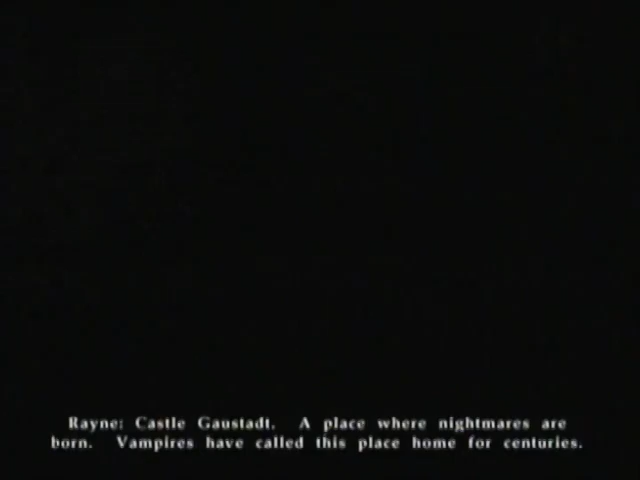 Rayne: Castle Gaustadt. A place where nightmares are
born. Vampires have called this place home for centuries.